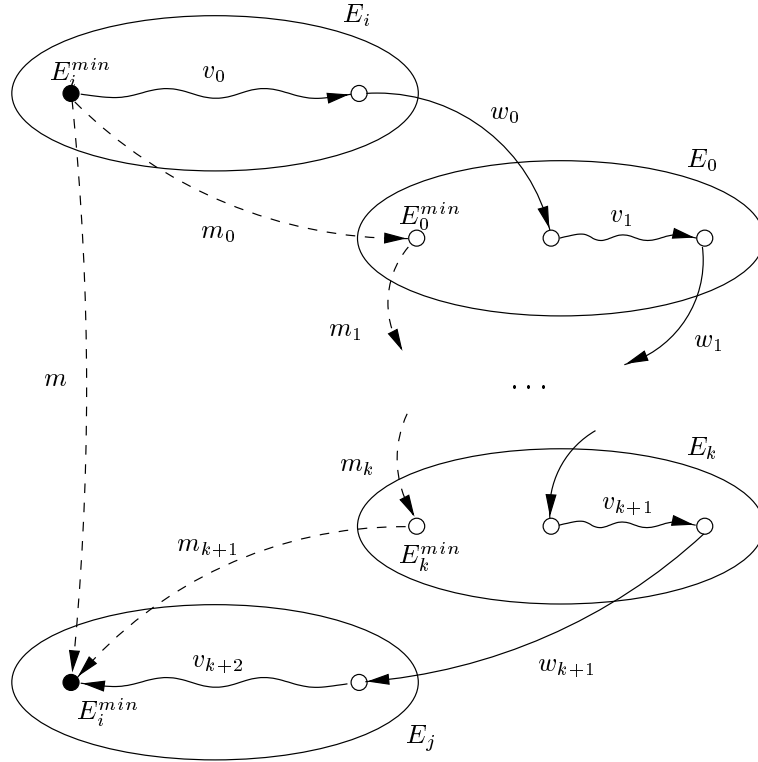 E_i
E_i^{min}
v_0
w_0
E_0
E_0^{min}
v_1
m_0
m_1
w_1
m
. . .
E_k
m_k
v_{k+1}
m_{k+1}
E_k^{min}
v_{k+2}
w_{k+1}
E_i^{min}
E_j